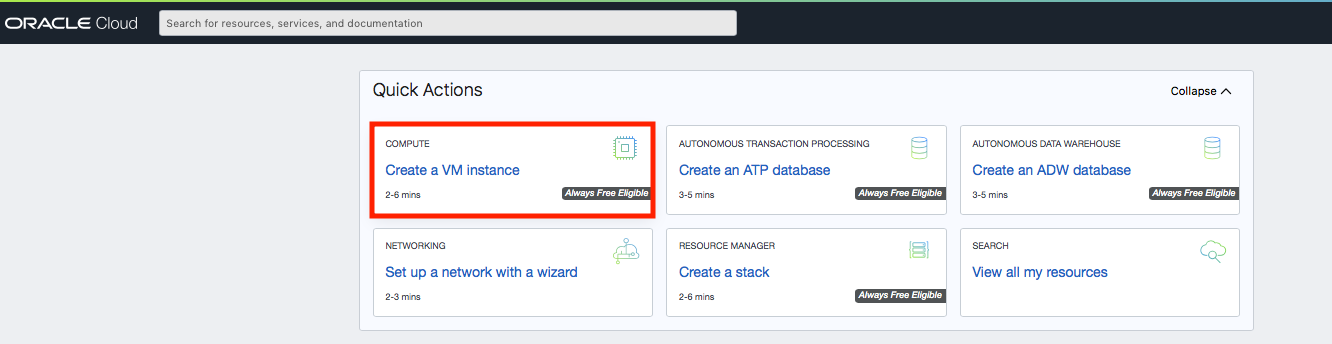 ORACLE Cloud
Search for resources, services, and documentation
Quick Actions
Collapse
COMPUTE
Create a VM instance
2-6 mins
Always Free Eligible
AUTONOMOUS TRANSACTION PROCESSING
Create an ATP database
3-5 mins
Always Free Eligible
AUTONOMOUS DATA WAREHOUSE
Create an ADW database
3-5 mins
Always Free Eligible
NETWORKING
Set up a network with a wizard
2-3 mins
RESOURCE MANAGER
Create a stack
2-6 mins
Always Free Eligible
SEARCH
View all my resources